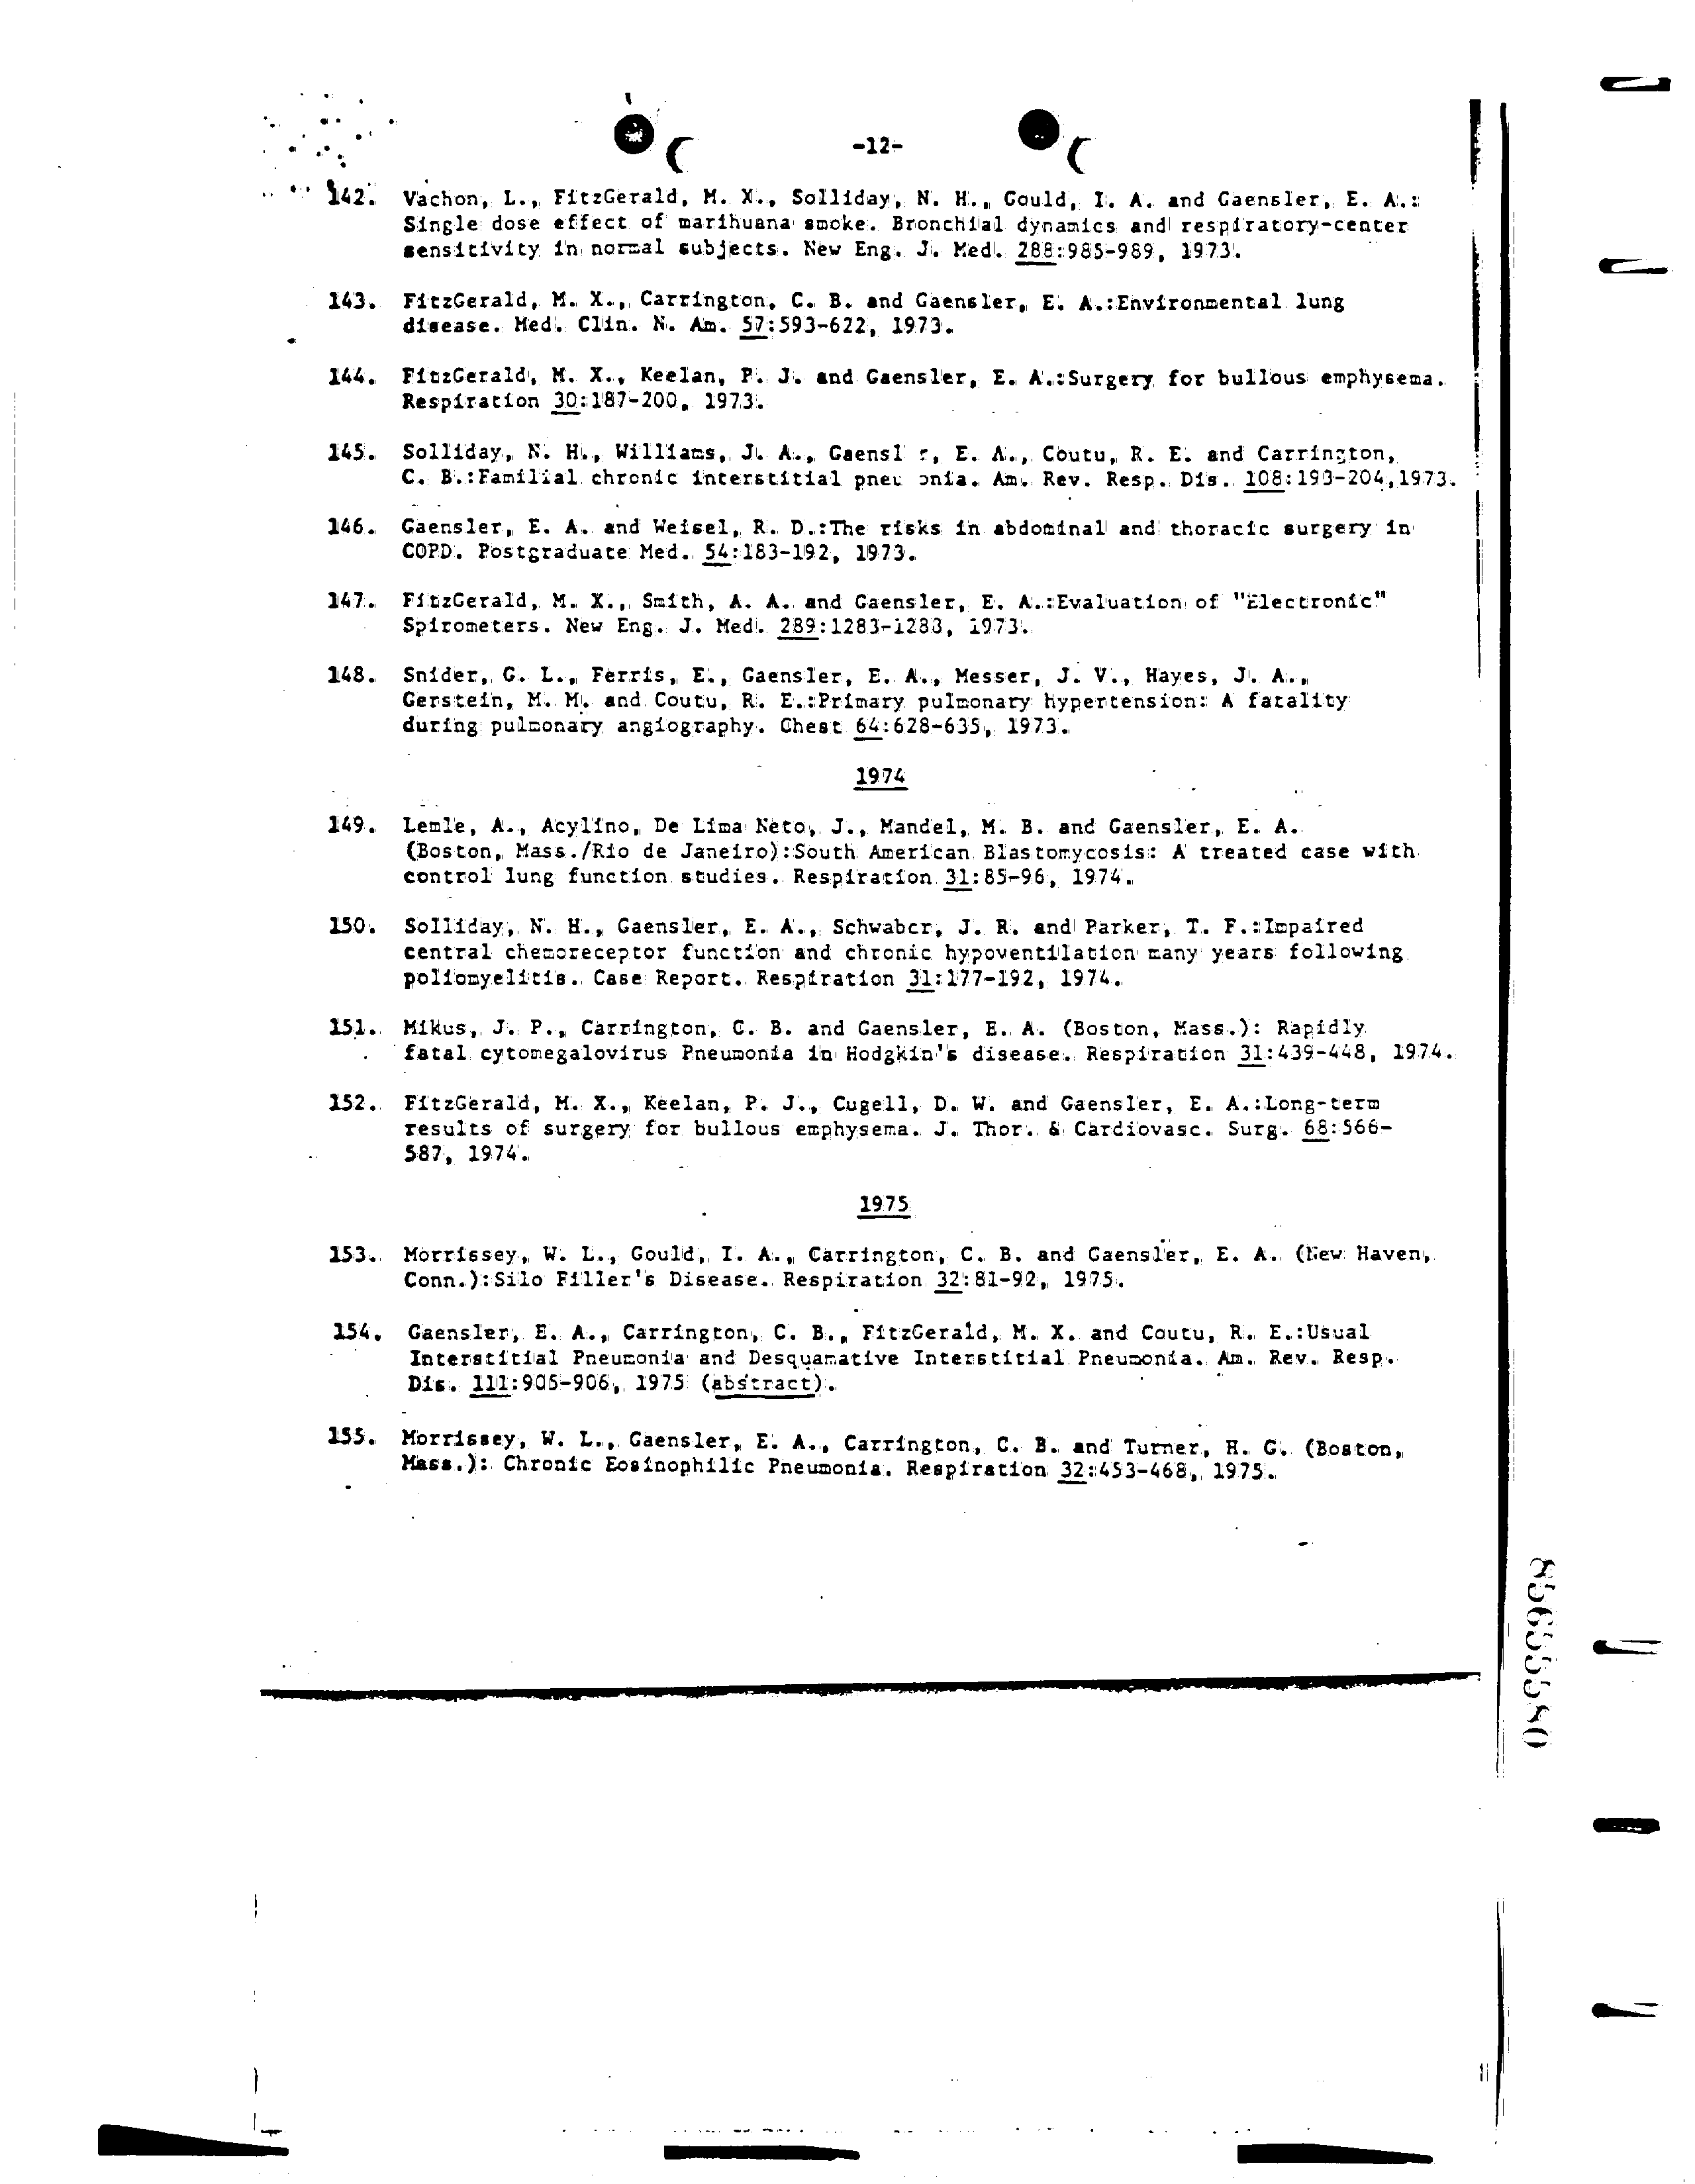 -12-
142. Vachon, L., FitzGerald, M. X., Solliday, N. H., Gould, I. A. and Gaensler, E. A.:
Single dose effect of marihuana smoke. Bronchial dynamics and respiratory-center
sensitivity in normal subjects. New Eng. J. Med. 288:985-989, 1973.
143. FitzGerald, M. X., Carrington, C. B. and Gaensler, E. A.:Environmental lung
disease. Med. Clin. N. Am. 57:593-622, 1973.
144. FitzGerald, M. X., Keelan, P. J. and Gaensler, E. A.:Surgery for bullous emphysema.
Respiration 30:187-200, 1973.
145. Solliday, N. H., Williams, J. A., E. A., Coutu, R. E. and Carrington,
C. B.:Familial chronic interstitial Am. Rev. Resp. Dis. 108:193-204,1973.
146. Gaensler, E. A. and Weisel, R. D.:The risks in abdominal and thoracic surgery in
COPD. Postgraduate Med. 54:183-192, 1973.
147. FitzGerald, M. X., Smith, A. A. and Gaensler, E. A.:Evaluation of "Electronic"
Spirometers. New Eng. J. Med. 289:1283-1288, 1973.
148. Snider, G. L., Ferris, E., Gaensler, E. A., Messer, J. V., Hayes, J. A.,
Gerstein, M. M. and Coutu, R. E.:Primary pulmonary hypertension: A fatality
during pulmonary angiography. Chest 64:628-635, 1973.
1974
149. Lemle, A., Acylino, De Lima Neto, J., Mandel, M. B. and Gaensler, E. A.
(Boston, Mass./Rio de Janeiro):South American Blastomycosis: A treated case with
control lung function studies. Respiration 31:85-96, 1974.
150. Solliday, N. H., Gaensler, E. A., Schwaber, J. R. and Parker, T. F.:Impaired
central chemoreceptor function and chronic hypoventilation many years following
poliomyelitis. Case Report. Respiration 31:177-192, 1974.
151. Mikus, J. P., Carrington, C. B. and Gaensler, E. A. (Boston, Mass.): Rapidly
fatal cytomegalovirus Pneumonia in Hodgkin's disease. Respiration 31:439-448, 1974.
152. FitzGerald, M. X., Keelan, P. J., Cugell, D. W. and Gaensler, E. A.:Long-term
results of surgery for bullous emphysema. J. Thor. & Cardiovasc. Surg. 68:566-
587, 1974.
1975
153. Morrissey, W. L., Gould, I. A., Carrington, C. B. and Gaensler, E. A. (New Haven,
Conn.):Silo Filler's Disease. Respiration 32:81-92, 1975.
154. Gaensler, E. A., Carrington, C. B., FitzGerald, M. X. and Coutu, R. E.:Usual
Interstitial Pneumonia and Desquamative Interstitial Pneumonia. Am. Rev. Resp.
Dis. 111:905-906, 1975 (abstract).
155. Morrissey, W. L., Gaensler, E. A., Carrington, C. B. and Turner, H. G. (Boston,
Mass.): Chronic Eosinophilic Pneumonia. Respiration 32:453-468, 1975.
85655580